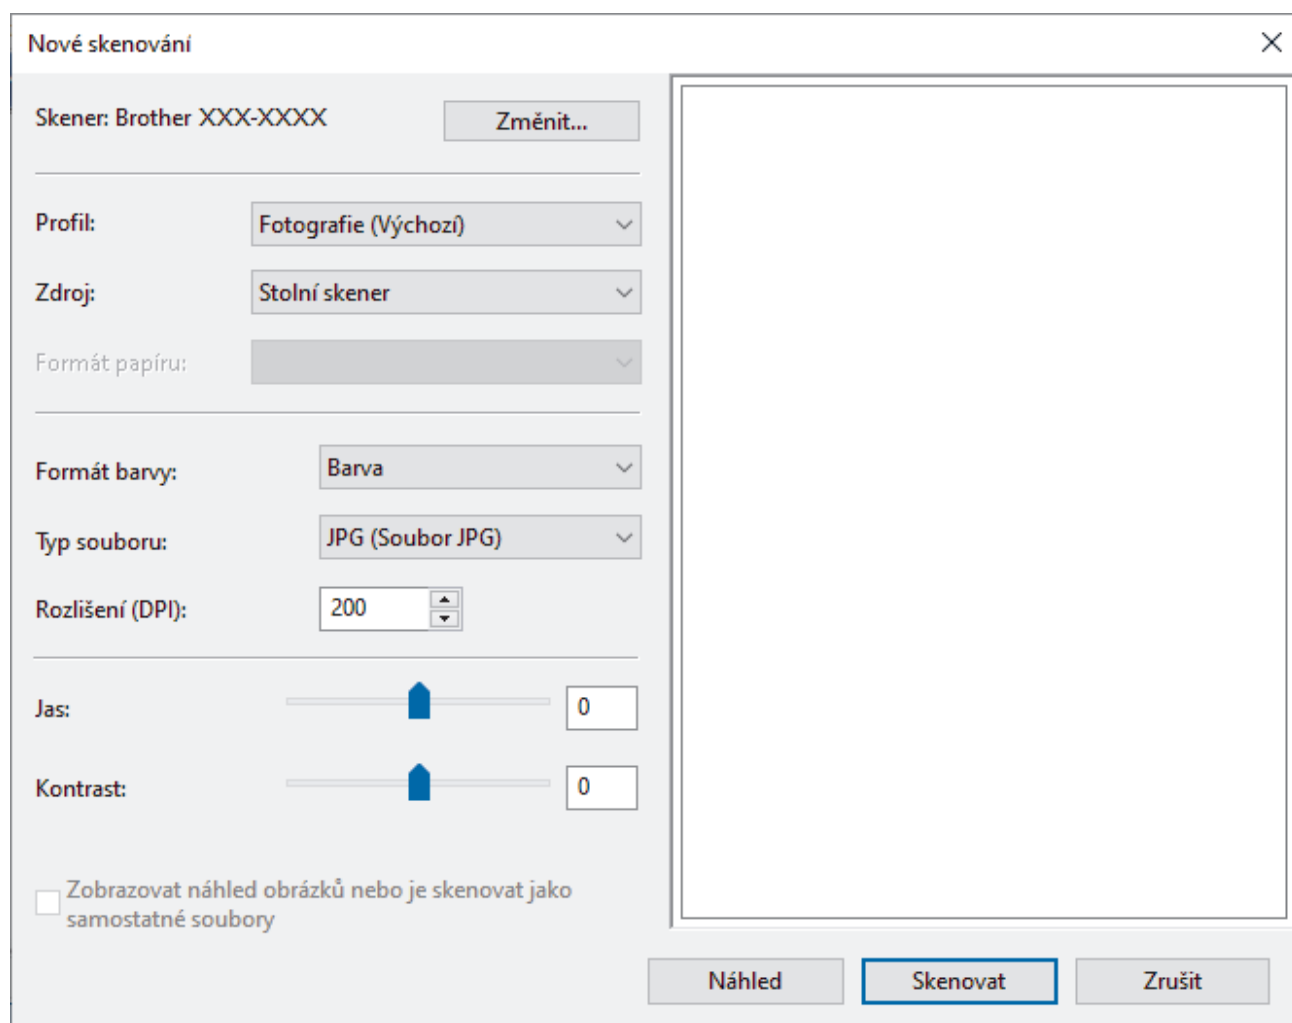 Nové skenování
Skener: Brother XXX-XXXX
Změnit...
Profil:
Fotografie (Výchozí)
Zdroj:
Stolní skener
Formát papíru:
Formát barvy:
Barva
Typ souboru:
JPG (Soubor JPG)
Rozlišení (DPI):
200
Jas:
0
Kontrast:
0
Zobrazovat náhled obrázků nebo je skenovat jako
samostatné soubory
Náhled
Skenovat
Zrušit